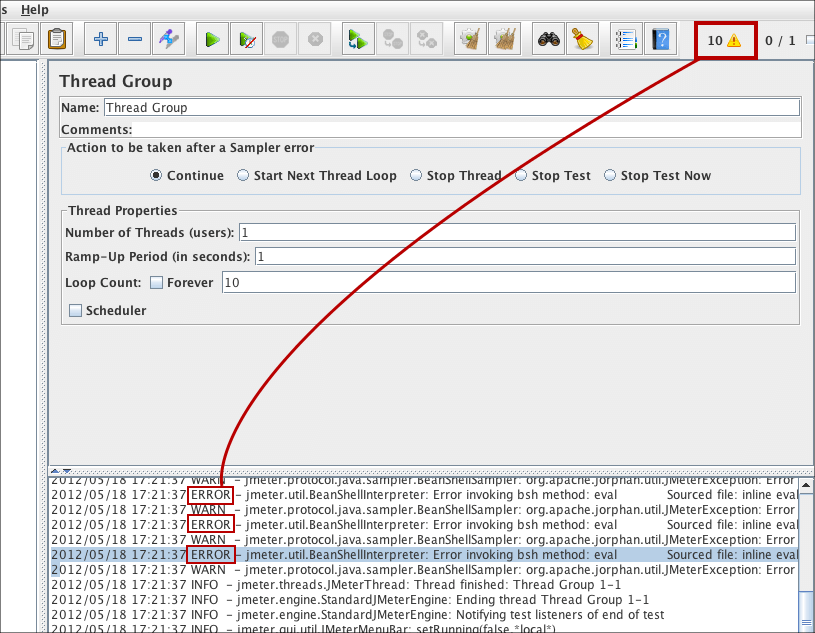 s Help
10 0 / 1
Thread Group
Name: Thread Group
Comments:
Action to be taken after a Sampler error
Continue Start Next Thread Loop Stop Thread Stop Test Stop Test Now
Thread Properties
Number of Threads (users): 1
Ramp-Up Period (in seconds): 1
Loop Count: Forever 10
Scheduler
2012/05/18 17:21:37 WARN - jmeter.protocol.java.sampler.BeanShellSampler: org.apache.jorphan.util.JMeterException: Error
2012/05/18 17:21:37 ERROR - jmeter.util.BeanShellInterpreter: Error invoking bsh method: eval Sourced file: inline eval
2012/05/18 17:21:37 WARN - jmeter.protocol.java.sampler.BeanShellSampler: org.apache.jorphan.util.JMeterException: Error
2012/05/18 17:21:37 ERROR - jmeter.util.BeanShellInterpreter: Error invoking bsh method: eval Sourced file: inline eval
2012/05/18 17:21:37 WARN - jmeter.protocol.java.sampler.BeanShellSampler: org.apache.jorphan.util.JMeterException: Error
2012/05/18 17:21:37 ERROR - jmeter.util.BeanShellInterpreter: Error invoking bsh method: eval Sourced file: inline eval
2012/05/18 17:21:37 WARN - jmeter.protocol.java.sampler.BeanShellSampler: org.apache.jorphan.util.JMeterException: Error
2012/05/18 17:21:37 INFO - jmeter.threads.JMeterThread: Thread finished: Thread Group 1-1
2012/05/18 17:21:37 INFO - jmeter.engine.StandardJMeterEngine: Ending thread Thread Group 1-1
2012/05/18 17:21:37 INFO - jmeter.engine.StandardJMeterEngine: Notifying test listeners of end of test
2012/05/18 17:21:37 INFO - jmeter.gui.util.JMeterMenuBar: setRunning(false,*local*)